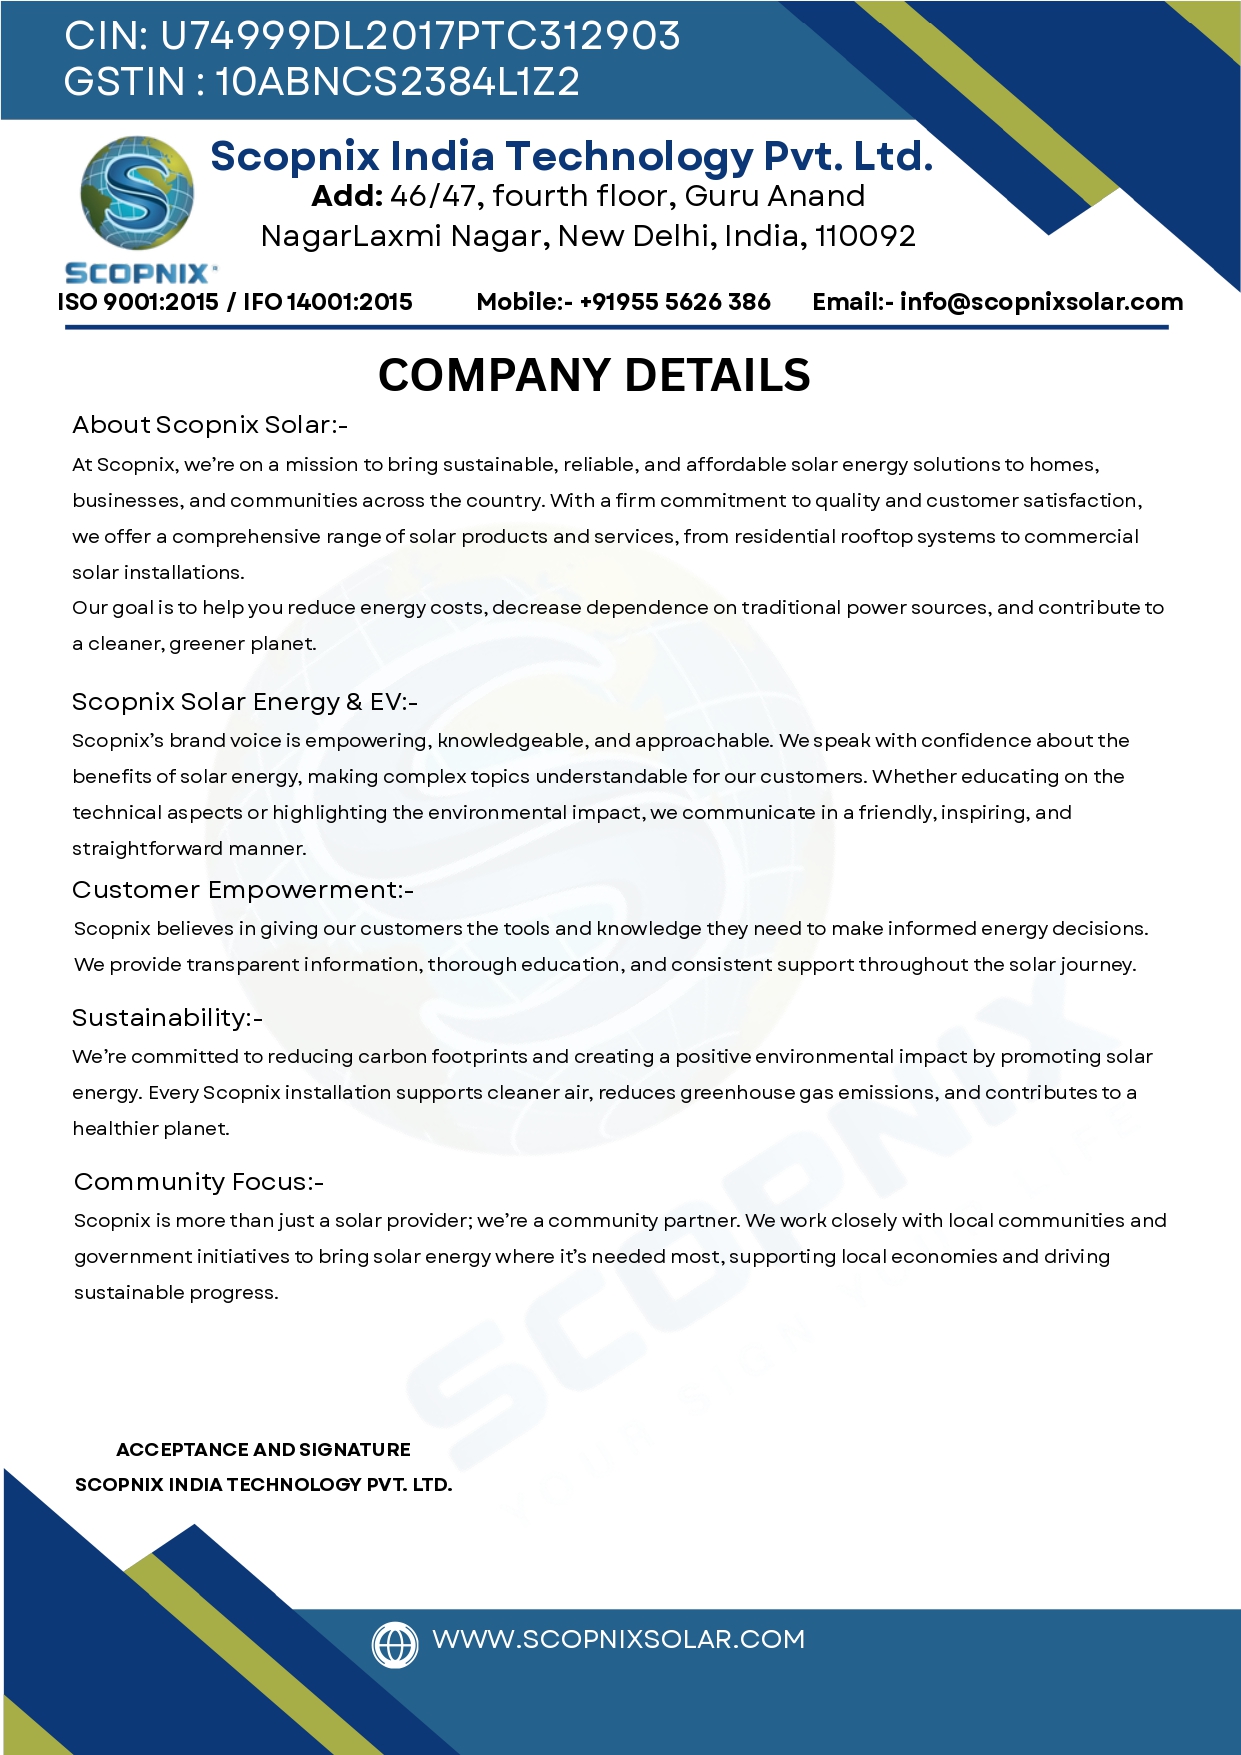 CIN: U74999DL2017PTC312903
GSTIN : 10ABNCS2384L1Z2
Scopnix India Technology Pvt. Ltd.
Add: 46/47, fourth floor, Guru Anand
NagarLaxmi Nagar, New Delhi, India, 110092
SCOPNIX
ISO 9001:2015 / IFO 14001:2015 Mobile:- +91955 5626 386 Email:- info@scopnixsolar.com
COMPANY DETAILS
About Scopnix Solar:-
At Scopnix, we’re on a mission to bring sustainable, reliable, and affordable solar energy solutions to homes,
businesses, and communities across the country. With a firm commitment to quality and customer satisfaction,
we offer a comprehensive range of solar products and services, from residential rooftop systems to commercial
solar installations.
Our goal is to help you reduce energy costs, decrease dependence on traditional power sources, and contribute to
a cleaner, greener planet.
Scopnix Solar Energy & EV:-
Scopnix’s brand voice is empowering, knowledgeable, and approachable. We speak with confidence about the
benefits of solar energy, making complex topics understandable for our customers. Whether educating on the
technical aspects or highlighting the environmental impact, we communicate in a friendly, inspiring, and
straightforward manner.
Customer Empowerment:-
Scopnix believes in giving our customers the tools and knowledge they need to make informed energy decisions.
We provide transparent information, thorough education, and consistent support throughout the solar journey.
Sustainability:-
We’re committed to reducing carbon footprints and creating a positive environmental impact by promoting solar
energy. Every Scopnix installation supports cleaner air, reduces greenhouse gas emissions, and contributes to a
healthier planet.
Community Focus:-
Scopnix is more than just a solar provider; we’re a community partner. We work closely with local communities and
government initiatives to bring solar energy where it’s needed most, supporting local economies and driving
sustainable progress.
SCOPNIX
ACCEPTANCE AND SIGNATURE
SCOPNIX INDIA TECHNOLOGY PVT. LTD.
WWW.SCOPNIXSOLAR.COM